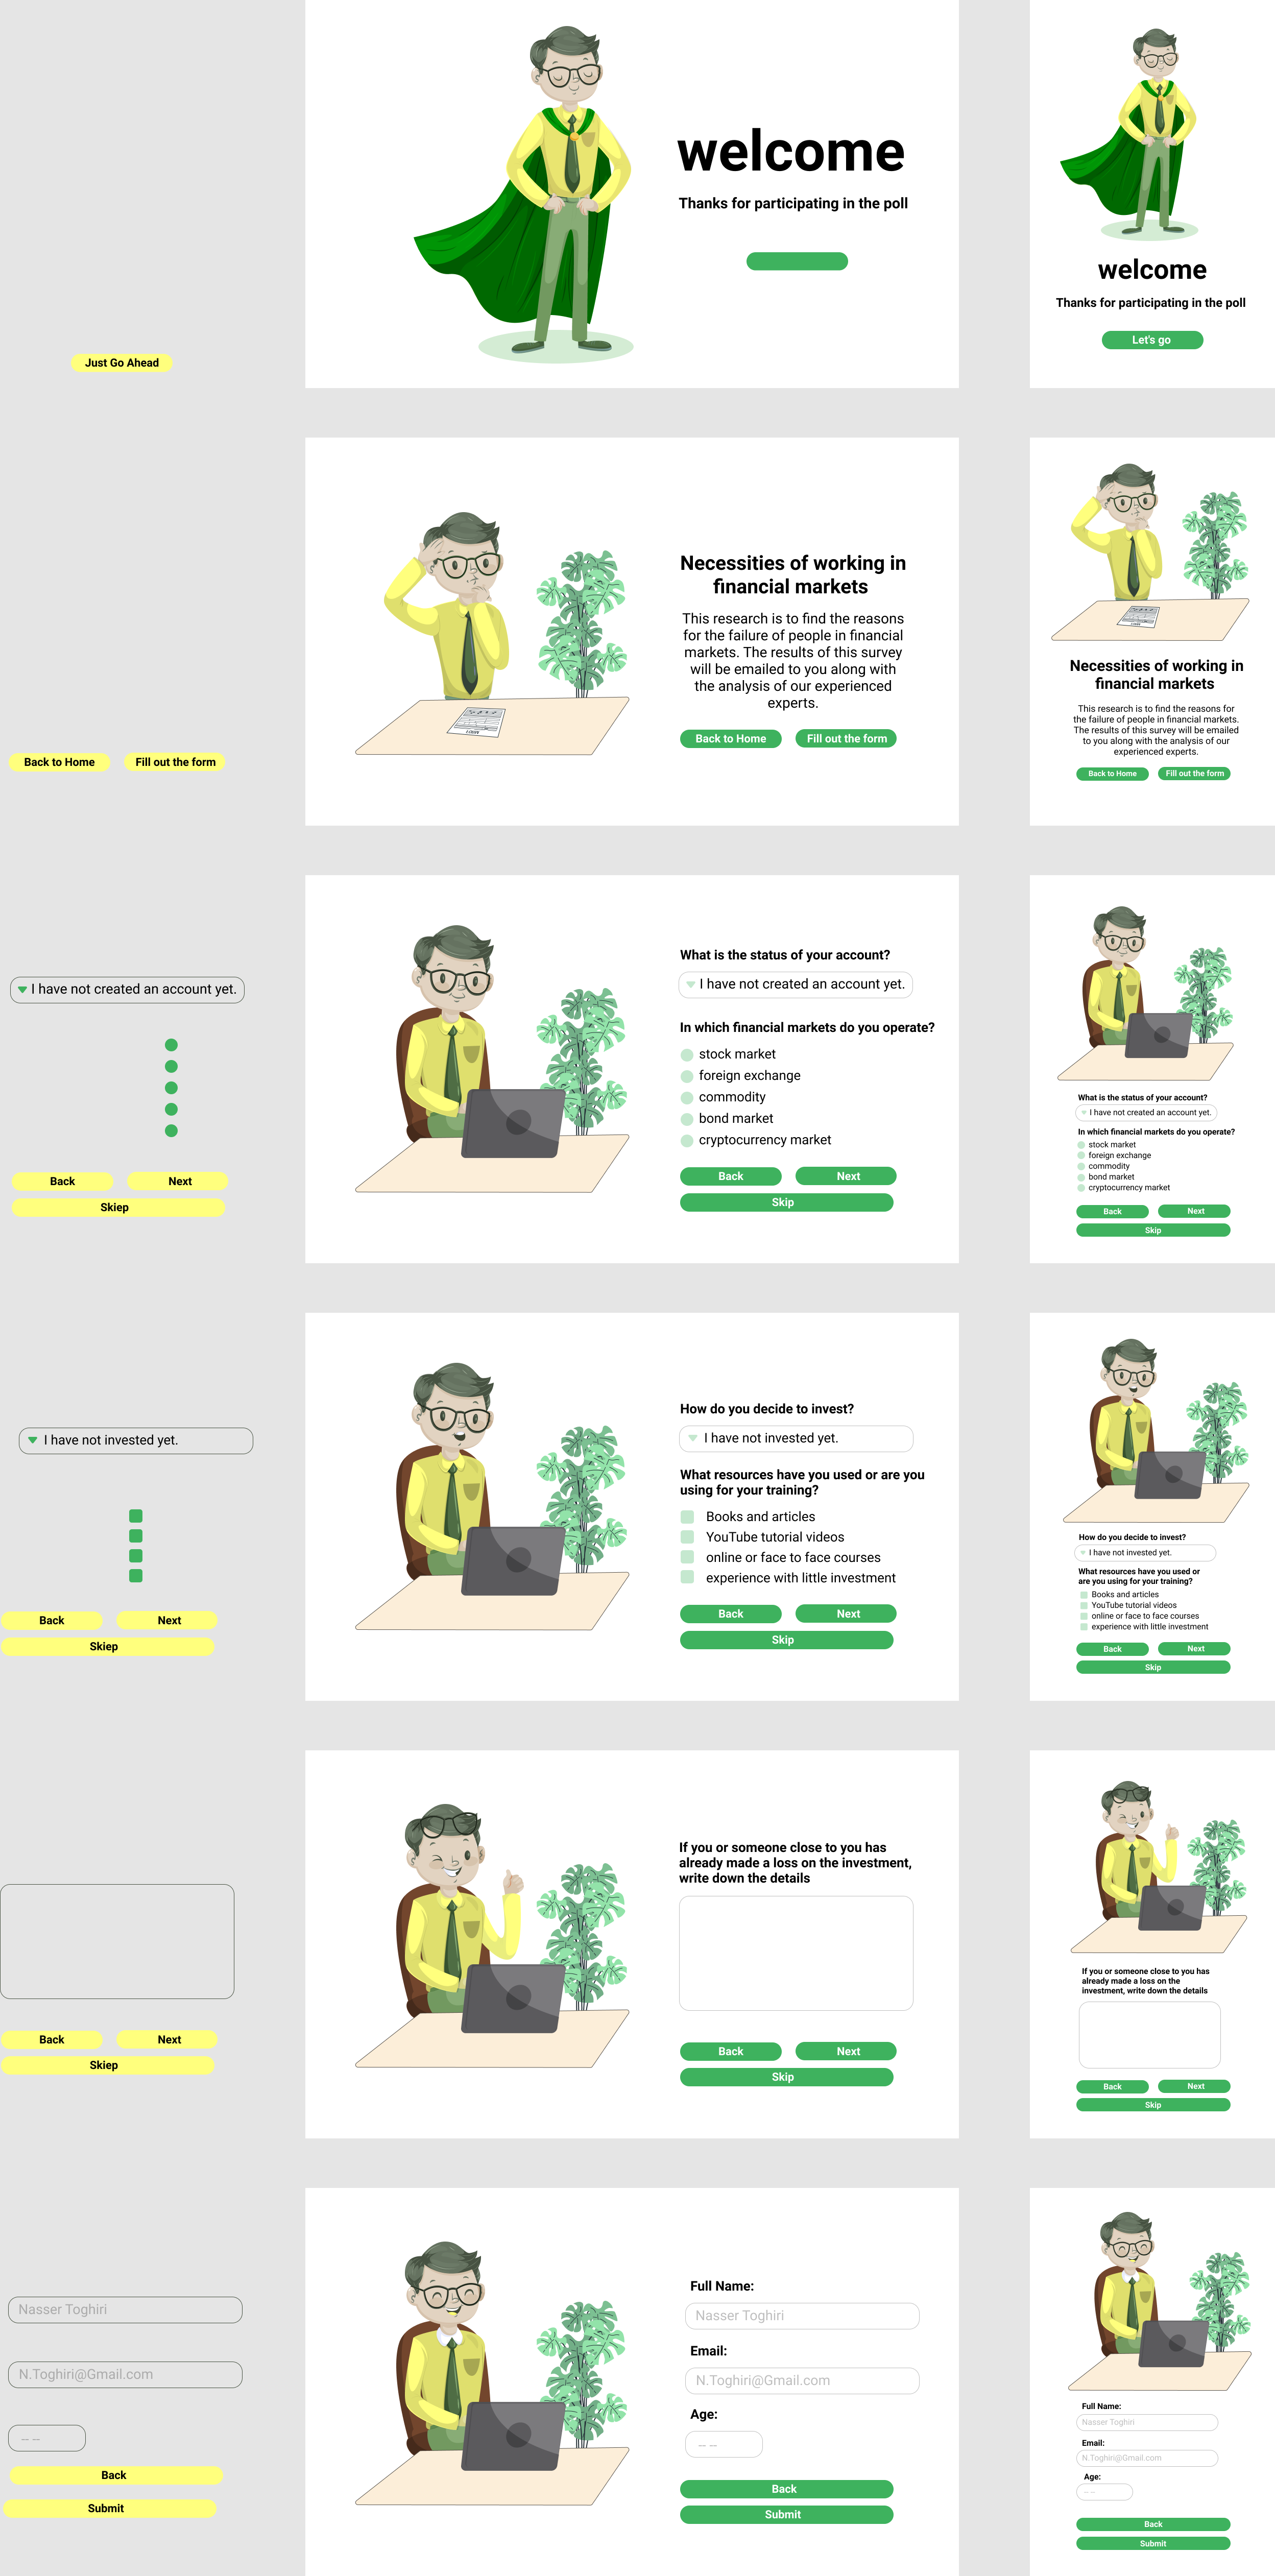 welcome
Thanks for participating in the poll
Just Go Ahead
welcome
Thanks for participating in the poll
Let's go
Necessities of working in
financial markets
This research is to find the reasons
for the failure of people in financial
markets. The results of this survey
will be emailed to you along with
the analysis of our experienced
experts.
Back to Home
Fill out the form
Back to Home
Fill out the form
Necessities of working in
financial markets
This research is to find the reasons for
the failure of people in financial markets.
The results of this survey will be emailed
to you along with the analysis of our
experienced experts.
Back to Home
Fill out the form
I have not created an account yet.
Back
Next
Skiep
What is the status of your account?
I have not created an account yet.
In which financial markets do you operate?
stock market
foreign exchange
commodity
bond market
cryptocurrency market
Back
Next
Skip
What is the status of your account?
I have not created an account yet.
In which financial markets do you operate?
stock market
foreign exchange
commodity
bond market
cryptocurrency market
Back
Next
Skip
I have not invested yet.
Back
Next
Skiep
How do you decide to invest?
I have not invested yet.
What resources have you used or are you
using for your training?
Books and articles
YouTube tutorial videos
online or face to face courses
experience with little investment
Back
Next
Skip
How do you decide to invest?
I have not invested yet.
What resources have you used or
are you using for your training?
Books and articles
YouTube tutorial videos
online or face to face courses
experience with little investment
Back
Next
Skip
Back
Next
Skiep
If you or someone close to you has
already made a loss on the investment,
write down the details
Back
Next
Skip
If you or someone close to you has
already made a loss on the
investment, write down the details
Back
Next
Skip
Nasser Toghiri
N.Toghiri@Gmail.com
-- --
Back
Submit
Full Name:
Nasser Toghiri
Email:
N.Toghiri@Gmail.com
Age:
-- --
Back
Submit
Full Name:
Nasser Toghiri
Email:
N.Toghiri@Gmail.com
Age:
-- --
Back
Submit